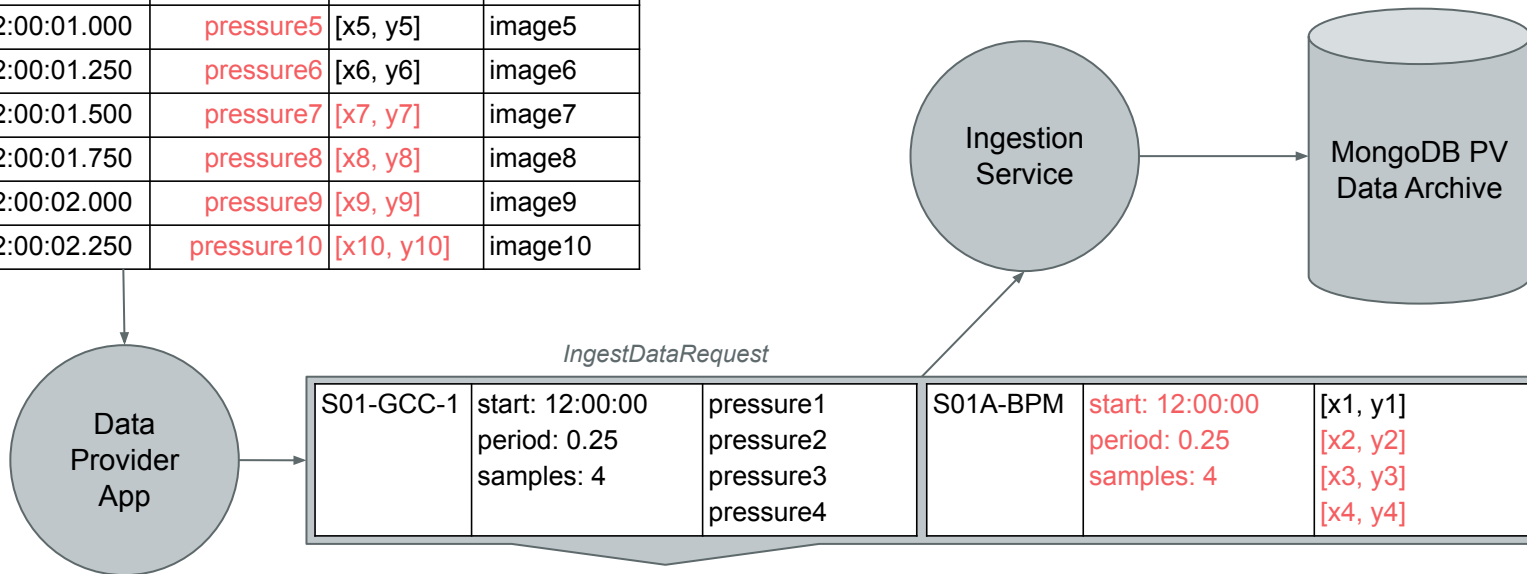 2:00:01.000 pressure5 [x5, y5] image5
2:00:01.250 pressure6 [x6, y6] image6
2:00:01.500 pressure7 [x7, y7] image7
2:00:01.750 pressure8 [x8, y8] image8
2:00:02.000 pressure9 [x9, y9] image9
2:00:02.250 pressure10 [x10, y10] image10
Ingestion
Service
MongoDB PV
Data Archive
Data
Provider
App
IngestDataRequest
S01-GCC-1 start: 12:00:00 pressure1 S01A-BPM start: 12:00:00 [x1, y1]
period: 0.25 pressure2 period: 0.25 [x2, y2]
samples: 4 pressure3 samples: 4 [x3, y3]
pressure4 [x4, y4]